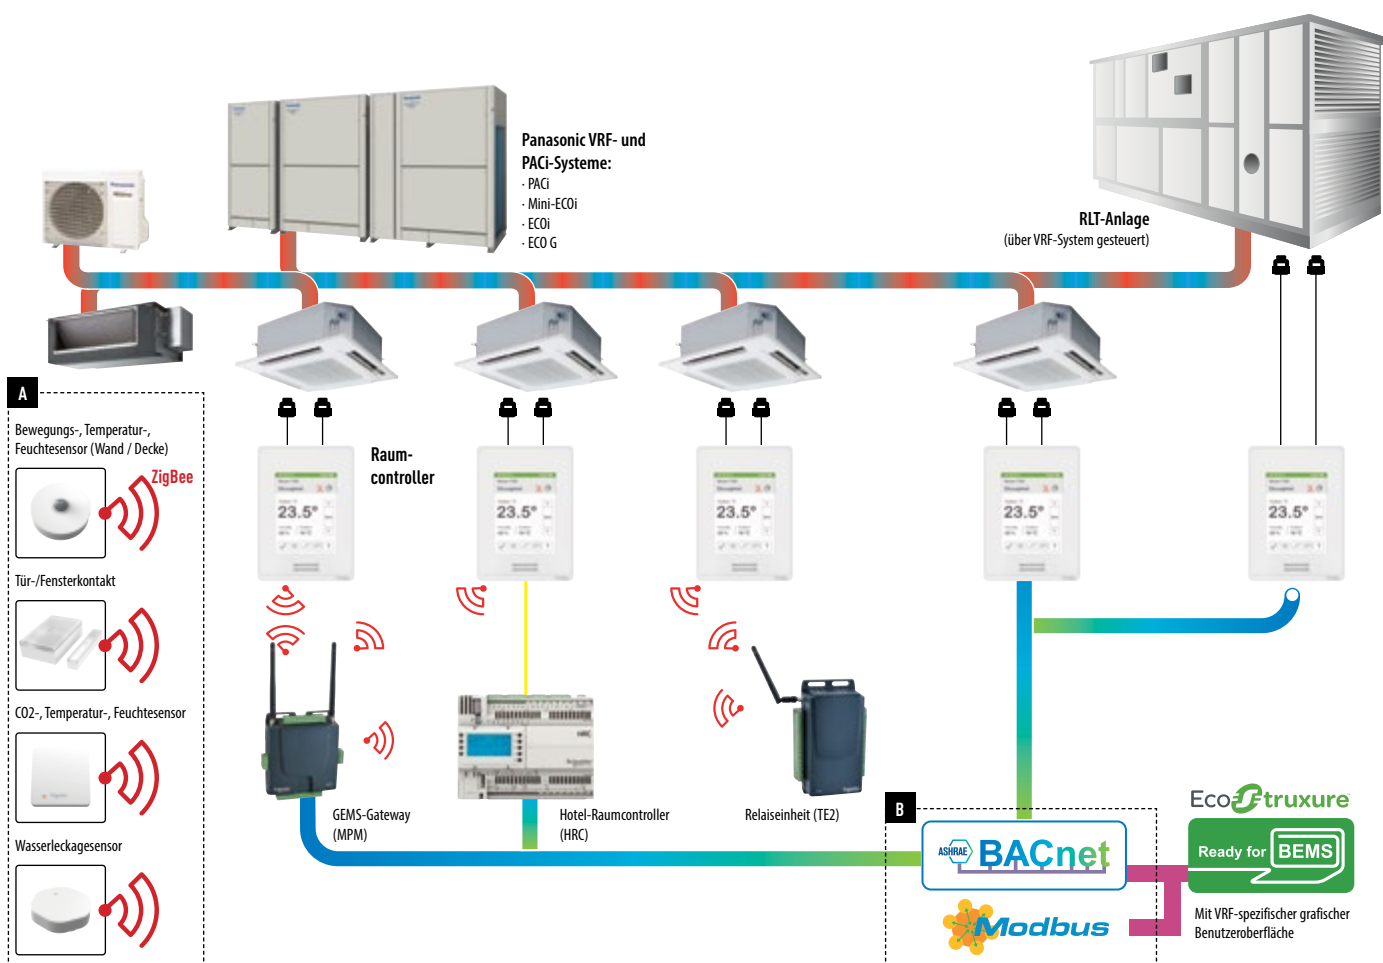 Panasonic VRF- und
PACi-Systeme:
· PACi
· Mini-ECOi
· ECOi
· ECO G
RLT-Anlage
(über VRF-System gesteuert)
A
Bewegungs-, Temperatur-,
Feuchtesensor (Wand / Decke)
ZigBee
Tür-/Fensterkontakt
CO2-, Temperatur-, Feuchtesensor
Wasserleckagesensor
Raum-
controller
23.5°
23.5°
23.5°
23.5°
23.5°
HRC
GEMS-Gateway
(MPM)
Hotel-Raumcontroller
(HRC)
Relaiseinheit (TE2)
B
ASHRAE BACnet
Modbus
EcoStruxure
Ready for BEMS
Mit VRF-spezifischer grafischer
Benutzeroberfläche